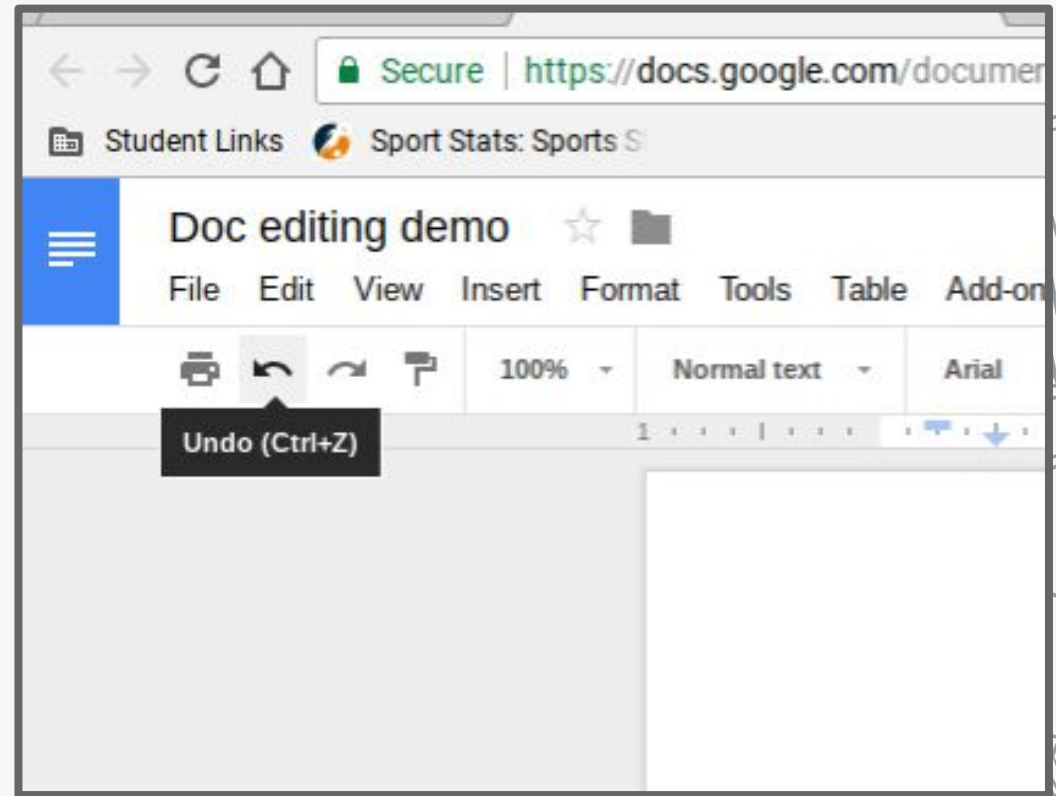 Secure | https://docs.google.com/documen
Student Links Sport Stats: Sports S
Doc editing demo
File Edit View Insert Format Tools Table Add-on
100% Normal text Arial
Undo (Ctrl+Z)
1